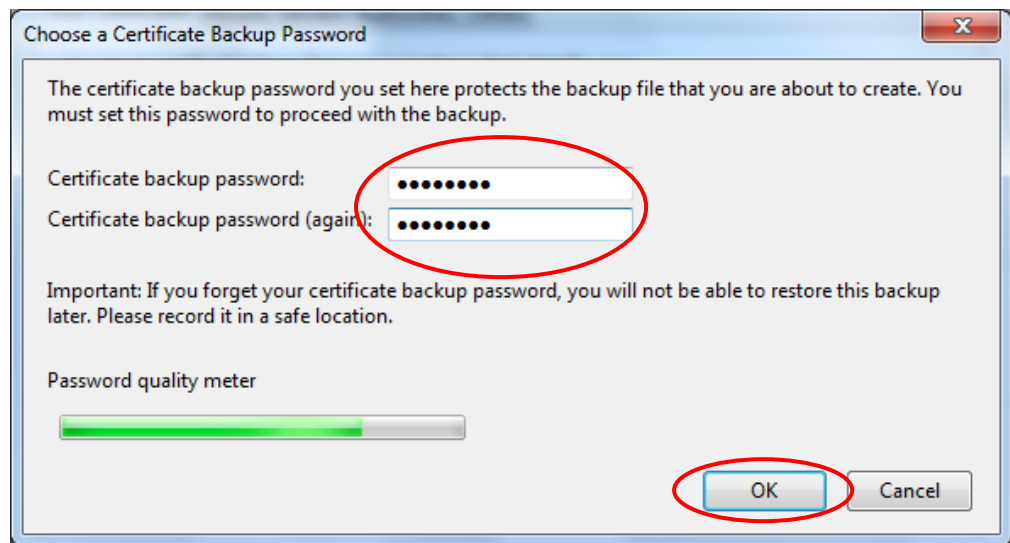 Choose a Certificate Backup Password
The certificate backup password you set here protects the backup file that you are about to create. You
must set this password to proceed with the backup.
Certificate backup password:
Certificate backup password (again):
Important: If you forget your certificate backup password, you will not be able to restore this backup
later. Please record it in a safe location.
Password quality meter
OK Cancel